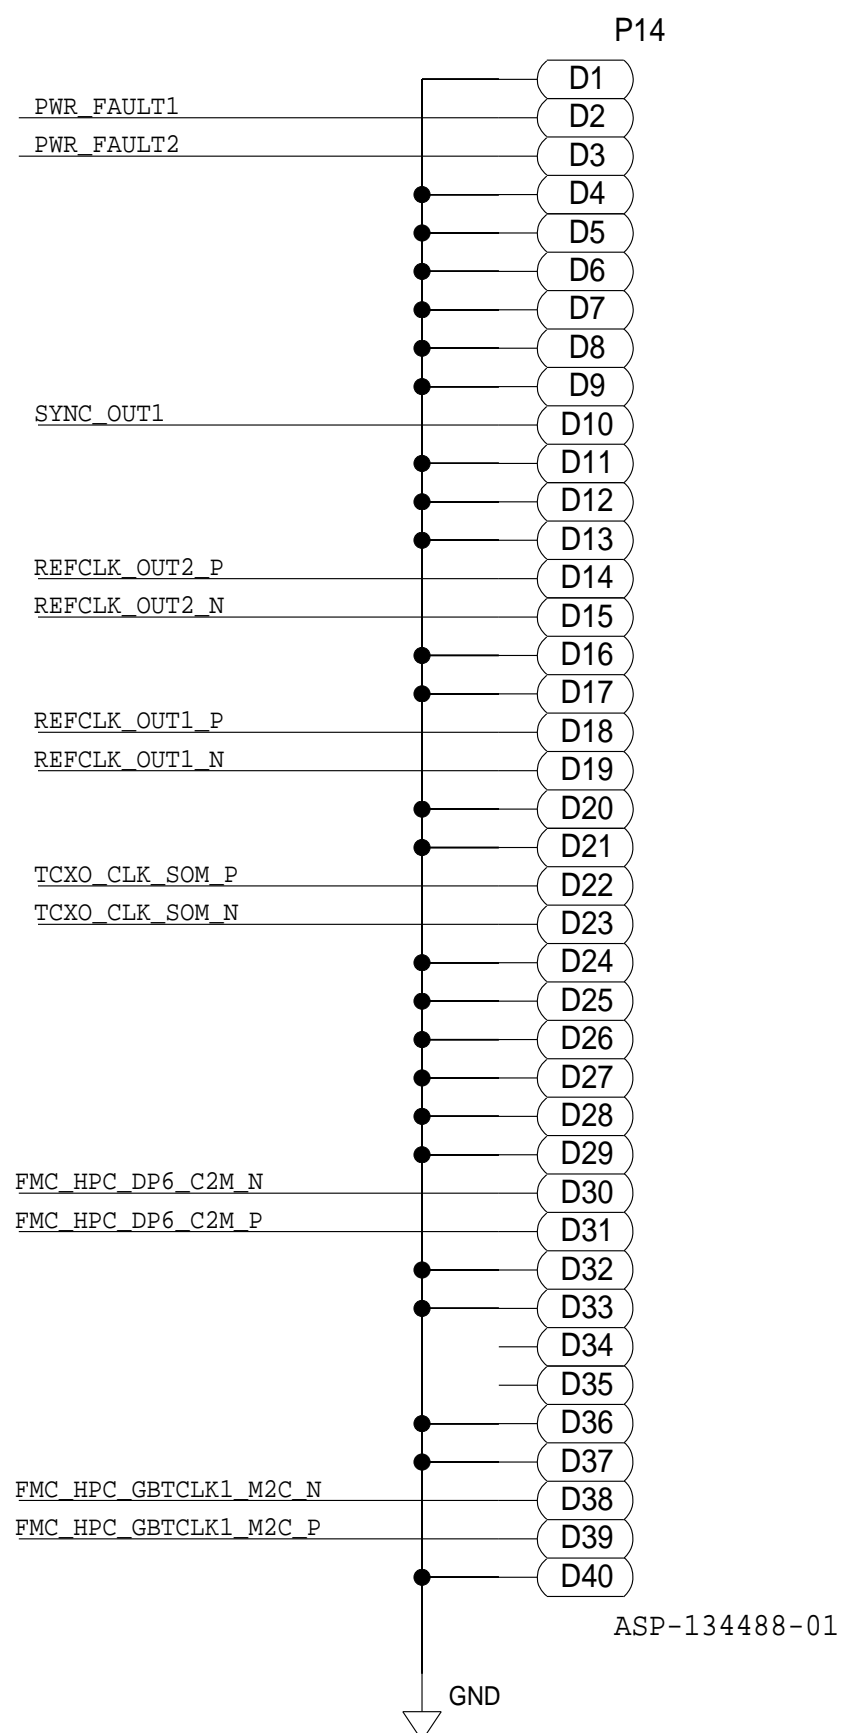 P14
D1
PWR_FAULT1 D2
PWR_FAULT2 D3
D4
D5
D6
D7
D8
D9
SYNC_OUT1 D10
D11
D12
D13
REFCLK_OUT2_P D14
REFCLK_OUT2_N D15
D16
D17
REFCLK_OUT1_P D18
REFCLK_OUT1_N D19
D20
D21
TCXO_CLK_SOM_P D22
TCXO_CLK_SOM_N D23
D24
D25
D26
D27
D28
D29
FMC_HPC_DP6_C2M_N D30
FMC_HPC_DP6_C2M_P D31
D32
D33
D34
D35
D36
D37
FMC_HPC_GBTCLK1_M2C_N D38
FMC_HPC_GBTCLK1_M2C_P D39
D40
ASP-134488-01
GND